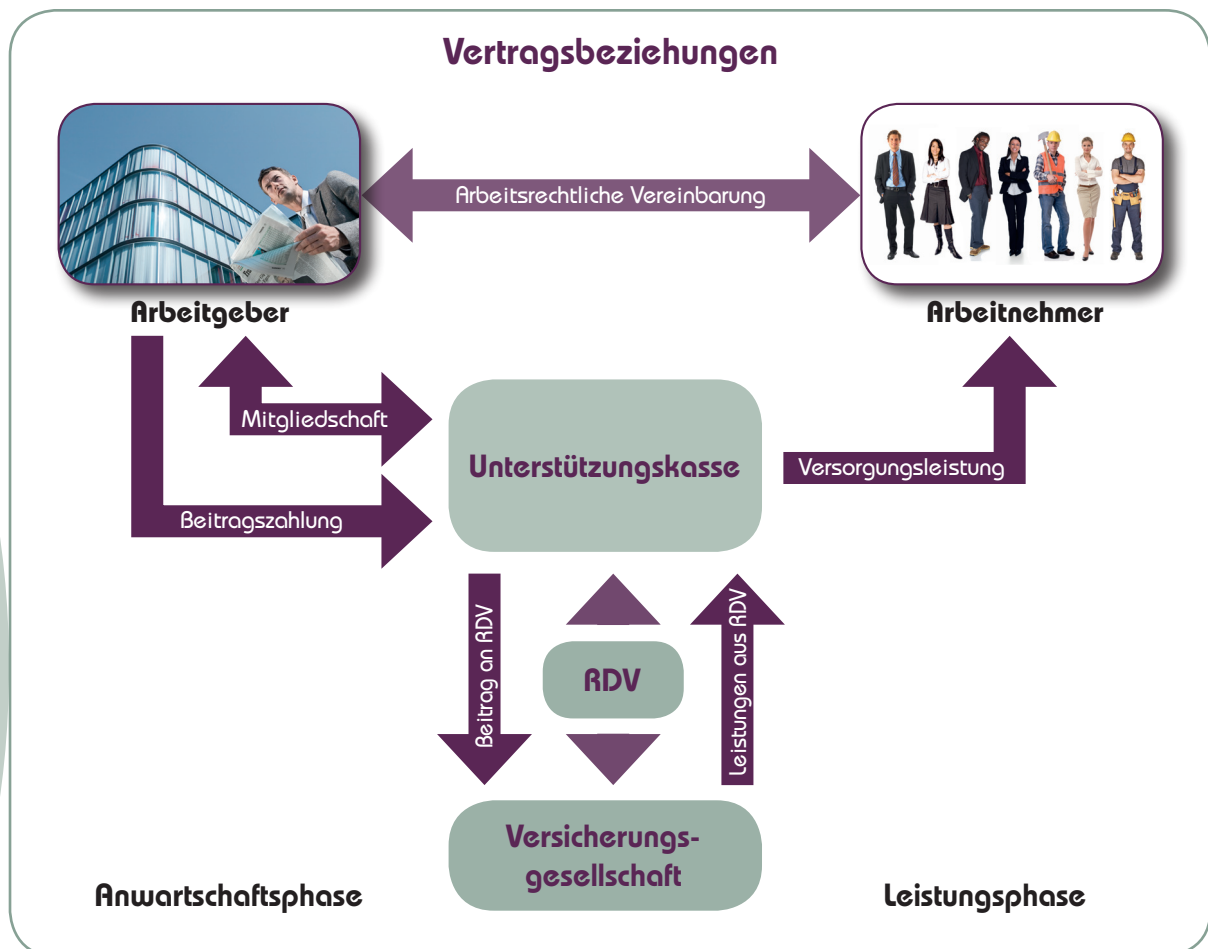 Vertragsbeziehungen
Arbeitsrechtliche Vereinbarung
Arbeitgeber
Arbeitnehmer
Mitgliedschaft
Unterstützungskasse
Versorgungsleistung
Beitragszahlung
Beitrag an RDV
RDV
Leistungen aus RDV
Versicherungs-
gesellschaft
Anwartschaftsphase
Leistungsphase